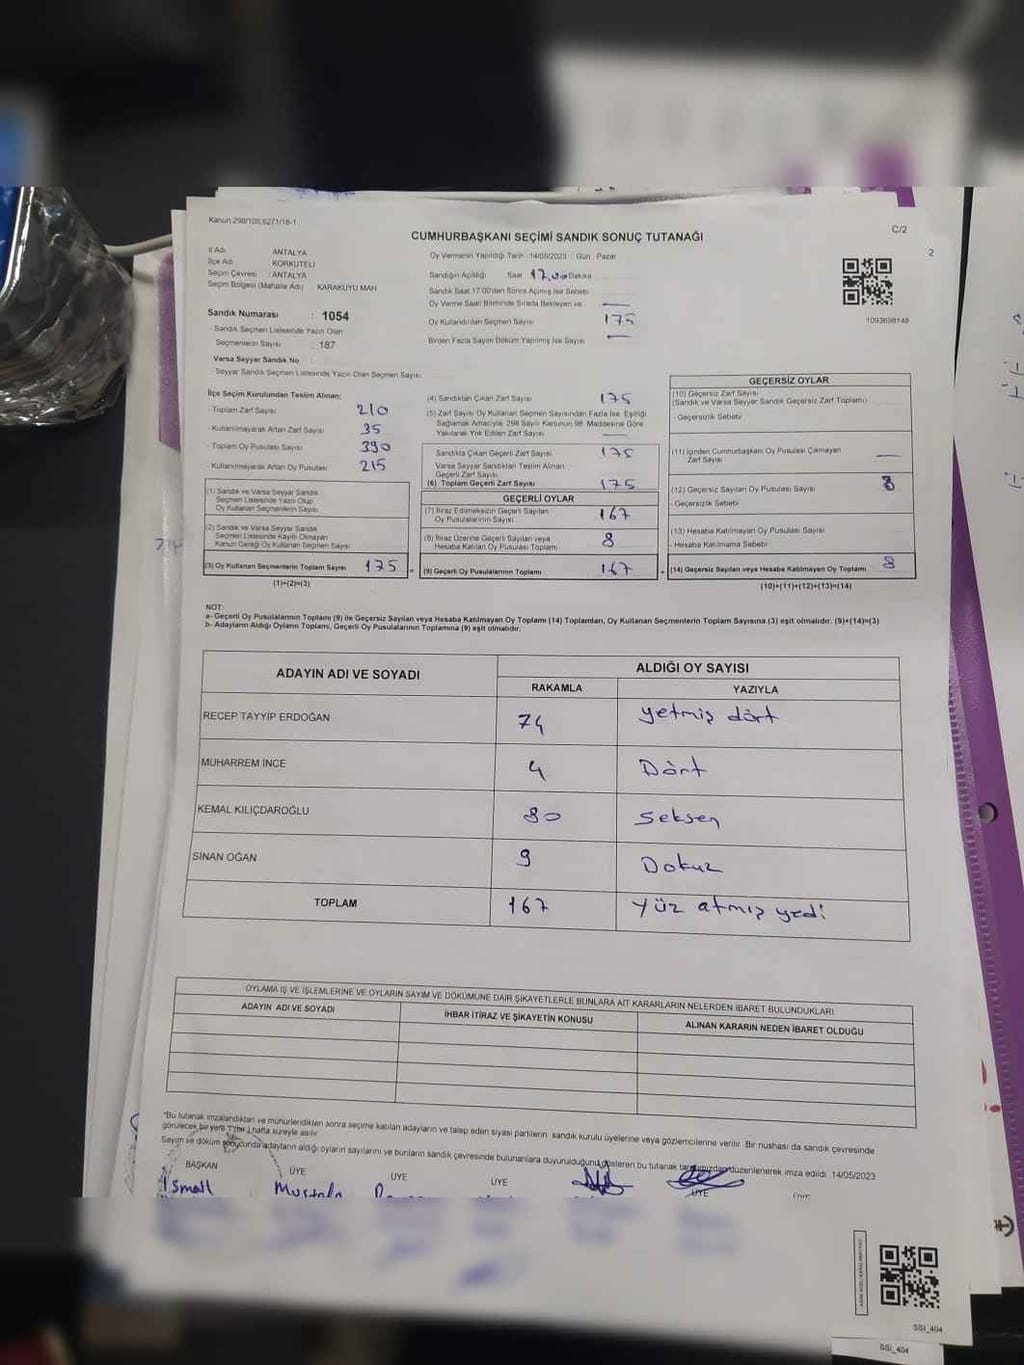 Kanun:298/105,6271/16-1
C/2
CUMHURBAŞKANI SEÇİMİ SANDIK SONUÇ TUTANAĞI
2
İl Adı : ANTALYA
İlçe Adı : KORKUTELİ
Seçim Çevresi : ANTALYA
Seçim Bölgesi (Mahalle Adı) KARAKUYU MAH
Sandık Numarası : 1054
Sandık Seçmen Listesinde Yazılı Olan
Seçmenlerin Sayısı : 187
Varsa Seyyar Sandık No
Seyyar Sandık Seçmen Listesinde Yazılı Olan Seçmen Sayısı
Oy Vermenin Yapıldığı Tarih : 14/05/2023 Gün : Pazar
Sandığın Açıldığı Saat 17.00 Dakika
Sandık Saat 17.00'den Sonra Açılmış İse Sebebi
Oy Verme Saati Bitiminde Sırada Bekleyen —
Oy Kullandırılan Seçmen Sayısı 175
Birden Fazla Sayım Döküm Yapılmış İse Sayısı —
1093698148
İlçe Seçim Kurulundan Teslim Alınan;
Toplam Zarf Sayısı 210
Kullanılmayarak Artan Zarf Sayısı 35
Toplam Oy Pusulası Sayısı 390
Kullanılmayarak Artan Oy Pusulası 215
(1) Sandık ve Varsa Seyyar Sandık
Seçmen Listesinde Yazılı Olup
Oy Kullanan Seçmenlerin Sayısı
(2) Sandık ve Varsa Seyyar Sandık
Seçmen Listesinde Kayıtlı Olmayan
Kanun Gereği Oy Kullanan Seçmen Sayısı
(3) Oy Kullanan Seçmenlerin Toplam Sayısı 175
(1)+(2)=(3)
(4) Sandıktan Çıkan Zarf Sayısı 175
(5) Zarf Sayısı Oy Kullanan Seçmen Sayısından Fazla İse, Eşitliği
Sağlamak Amacıyla; 298 Sayılı Kanunun 98. Maddesine Göre
Yakılarak Yok Edilen Zarf Sayısı —
Sandıkta Çıkan Geçerli Zarf Sayısı 175
Varsa Seyyar Sandıktan Teslim Alınan
Geçerli Zarf Sayısı
(6) Toplam Geçerli Zarf Sayısı 175
GEÇERLİ OYLAR
(7) İtiraz Edilmeksizin Geçerli Sayılan
Oy Pusulalarının Sayısı 167
(8) İtiraz Üzerine Geçerli Sayılan veya
Hesaba Katılan Oy Pusulası Toplamı 8
(9) Geçerli Oy Pusulalarının Toplamı 167
GEÇERSİZ OYLAR
(10) Geçersiz Zarf Sayısı
(Sandık ve Varsa Seyyar Sandık Geçersiz Zarf Toplamı)
- Geçersizlik Sebebi
(11) İçinden Cumhurbaşkanı Oy Pusulası Çıkmayan
Zarf Sayısı —
(12) Geçersiz Sayılan Oy Pusulası Sayısı 8
- Geçersizlik Sebebi
(13) Hesaba Katılmayan Oy Pusulası Sayısı
- Hesaba Katılmama Sebebi
(14) Geçersiz Sayılan veya Hesaba Katılmayan Oy Toplamı 8
(10)+(11)+(12)+(13)=(14)
NOT:
a- Geçerli Oy Pusulalarının Toplamı (9) ile Geçersiz Sayılan veya Hesaba Katılmayan Oy Toplamı (14) Toplamları, Oy Kullanan Seçmenlerin Toplam Sayısına (3) eşit olmalıdır. (9)+(14)=(3)
b- Adayların Aldığı Oyların Toplamı, Geçerli Oy Pusulalarının Toplamına (9) eşit olmalıdır.
ADAYIN ADI VE SOYADI
ALDIĞI OY SAYISI
RAKAMLA YAZIYLA
RECEP TAYYİP ERDOĞAN 74 yetmiş dört
MUHARREM İNCE 4 Dört
KEMAL KILIÇDAROĞLU 80 seksen
SİNAN OĞAN 9 Dokuz
TOPLAM 167 yüz atmış yedi
OYLAMA İŞ VE İŞLEMLERİNE VE OYLARIN SAYIM VE DÖKÜMÜNE DAİR ŞİKAYETLERLE BUNLARA AİT KARARLARIN NELERDEN İBARET BULUNDUKLARI
ADAYIN ADI VE SOYADI İHBAR İTİRAZ VE ŞİKAYETİN KONUSU ALINAN KARARIN NEDEN İBARET OLDUĞU
*Bu tutanak imzalandıktan ve mühürlendikten sonra seçime katılan adayların ve talep eden siyasi partilerin sandık kurulu üyelerine veya gözlemcilerine verilir. Bir nüshası da sandık çevresinde
görülecek bir yere 1 (bir) hafta süreyle asılır
Sayım ve döküm sonucunda adayların aldığı oyların sayılarını ve bunların sandık çevresinde bulunanlara duyurulduğunu gösteren bu tutanak tarafımızdan düzenlenerek imza edildi. 14/05/2023
BAŞKAN ÜYE ÜYE ÜYE ÜYE
İsmail Mustafa
SSI_404
SSI_404